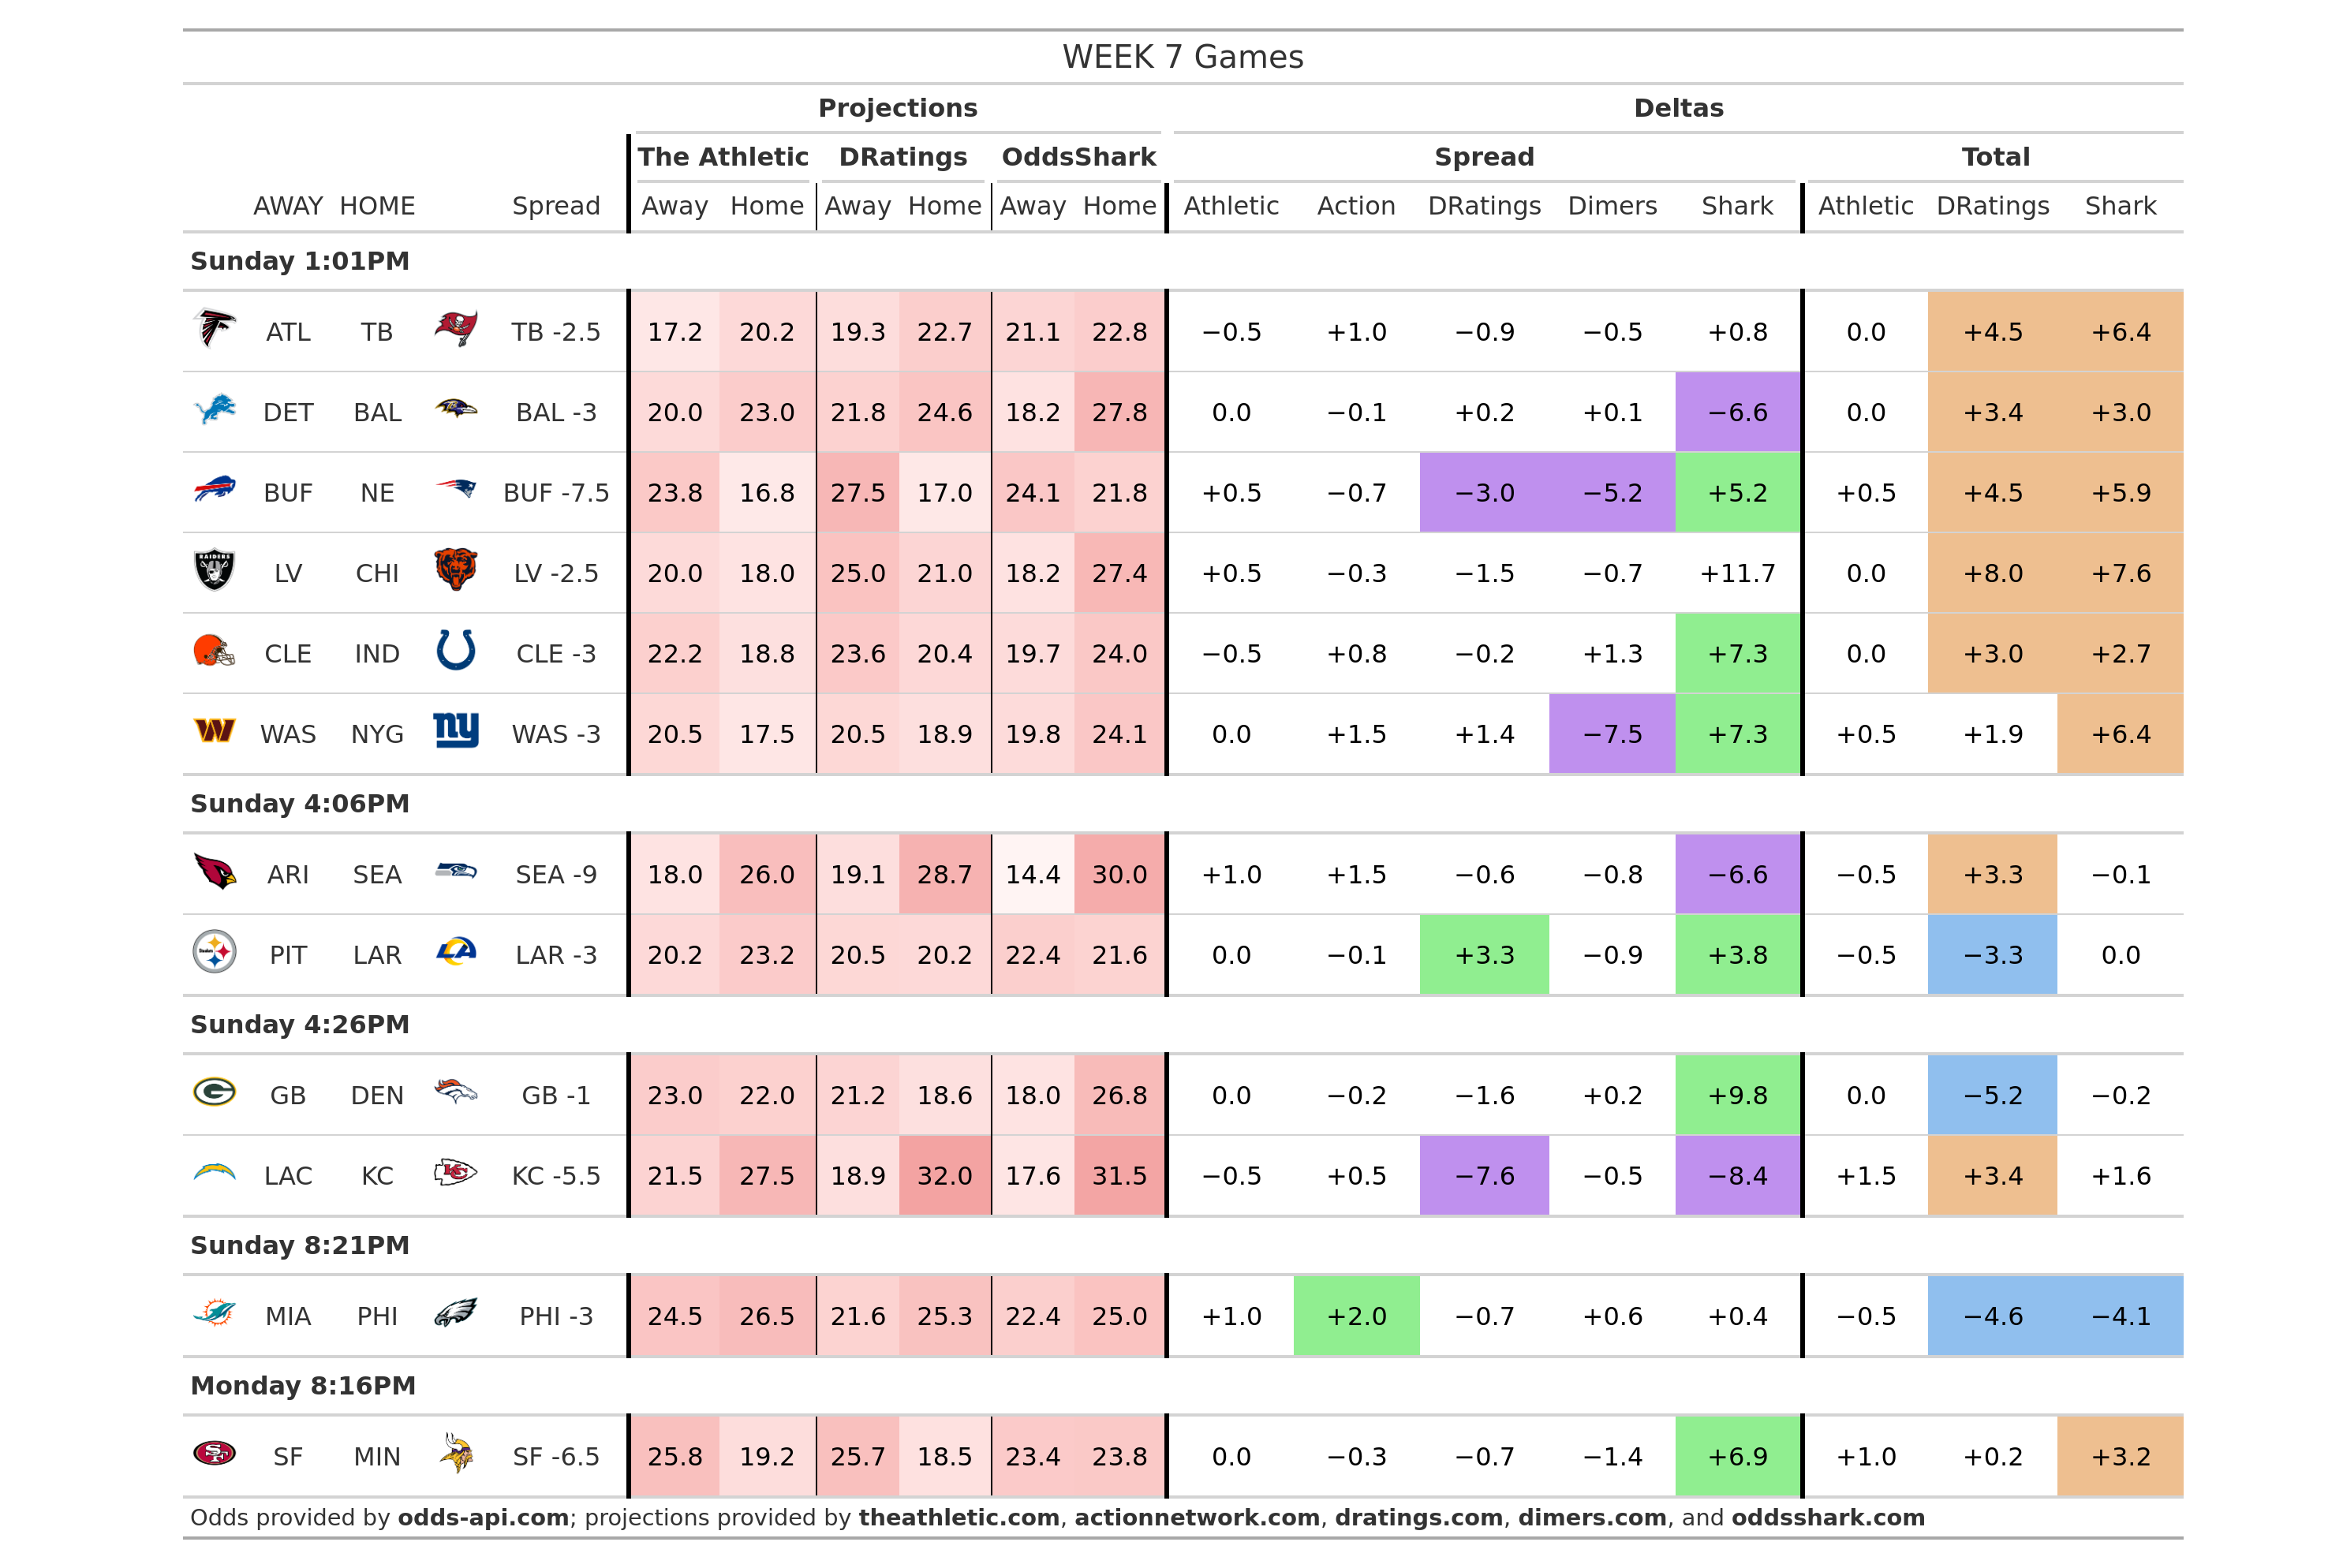 WEEK 7 Games
Projections Deltas
The Athletic DRatings OddsShark Spread Total
AWAY HOME Spread Away Home Away Home Away Home Athletic Action DRatings Dimers Shark Athletic DRatings Shark
Sunday 1:01PM
ATL TB TB -2.5 17.2 20.2 19.3 22.7 21.1 22.8 −0.5 +1.0 −0.9 −0.5 +0.8 0.0 +4.5 +6.4
DET BAL BAL -3 20.0 23.0 21.8 24.6 18.2 27.8 0.0 −0.1 +0.2 +0.1 −6.6 0.0 +3.4 +3.0
BUF NE BUF -7.5 23.8 16.8 27.5 17.0 24.1 21.8 +0.5 −0.7 −3.0 −5.2 +5.2 +0.5 +4.5 +5.9
RAIDERS LV CHI LV -2.5 20.0 18.0 25.0 21.0 18.2 27.4 +0.5 −0.3 −1.5 −0.7 +11.7 0.0 +8.0 +7.6
CLE IND CLE -3 22.2 18.8 23.6 20.4 19.7 24.0 −0.5 +0.8 −0.2 +1.3 +7.3 0.0 +3.0 +2.7
W WAS NYG ny WAS -3 20.5 17.5 20.5 18.9 19.8 24.1 0.0 +1.5 +1.4 −7.5 +7.3 +0.5 +1.9 +6.4
Sunday 4:06PM
ARI SEA SEA -9 18.0 26.0 19.1 28.7 14.4 30.0 +1.0 +1.5 −0.6 −0.8 −6.6 −0.5 +3.3 −0.1
Steelers PIT LAR LA LAR -3 20.2 23.2 20.5 20.2 22.4 21.6 0.0 −0.1 +3.3 −0.9 +3.8 −0.5 −3.3 0.0
Sunday 4:26PM
G GB DEN GB -1 23.0 22.0 21.2 18.6 18.0 26.8 0.0 −0.2 −1.6 +0.2 +9.8 0.0 −5.2 −0.2
LAC KC KC KC -5.5 21.5 27.5 18.9 32.0 17.6 31.5 −0.5 +0.5 −7.6 −0.5 −8.4 +1.5 +3.4 +1.6
Sunday 8:21PM
MIA PHI PHI -3 24.5 26.5 21.6 25.3 22.4 25.0 +1.0 +2.0 −0.7 +0.6 +0.4 −0.5 −4.6 −4.1
Monday 8:16PM
SF SF MIN SF -6.5 25.8 19.2 25.7 18.5 23.4 23.8 0.0 −0.3 −0.7 −1.4 +6.9 +1.0 +0.2 +3.2
Odds provided by odds-api.com; projections provided by theathletic.com, actionnetwork.com, dratings.com, dimers.com, and oddsshark.com